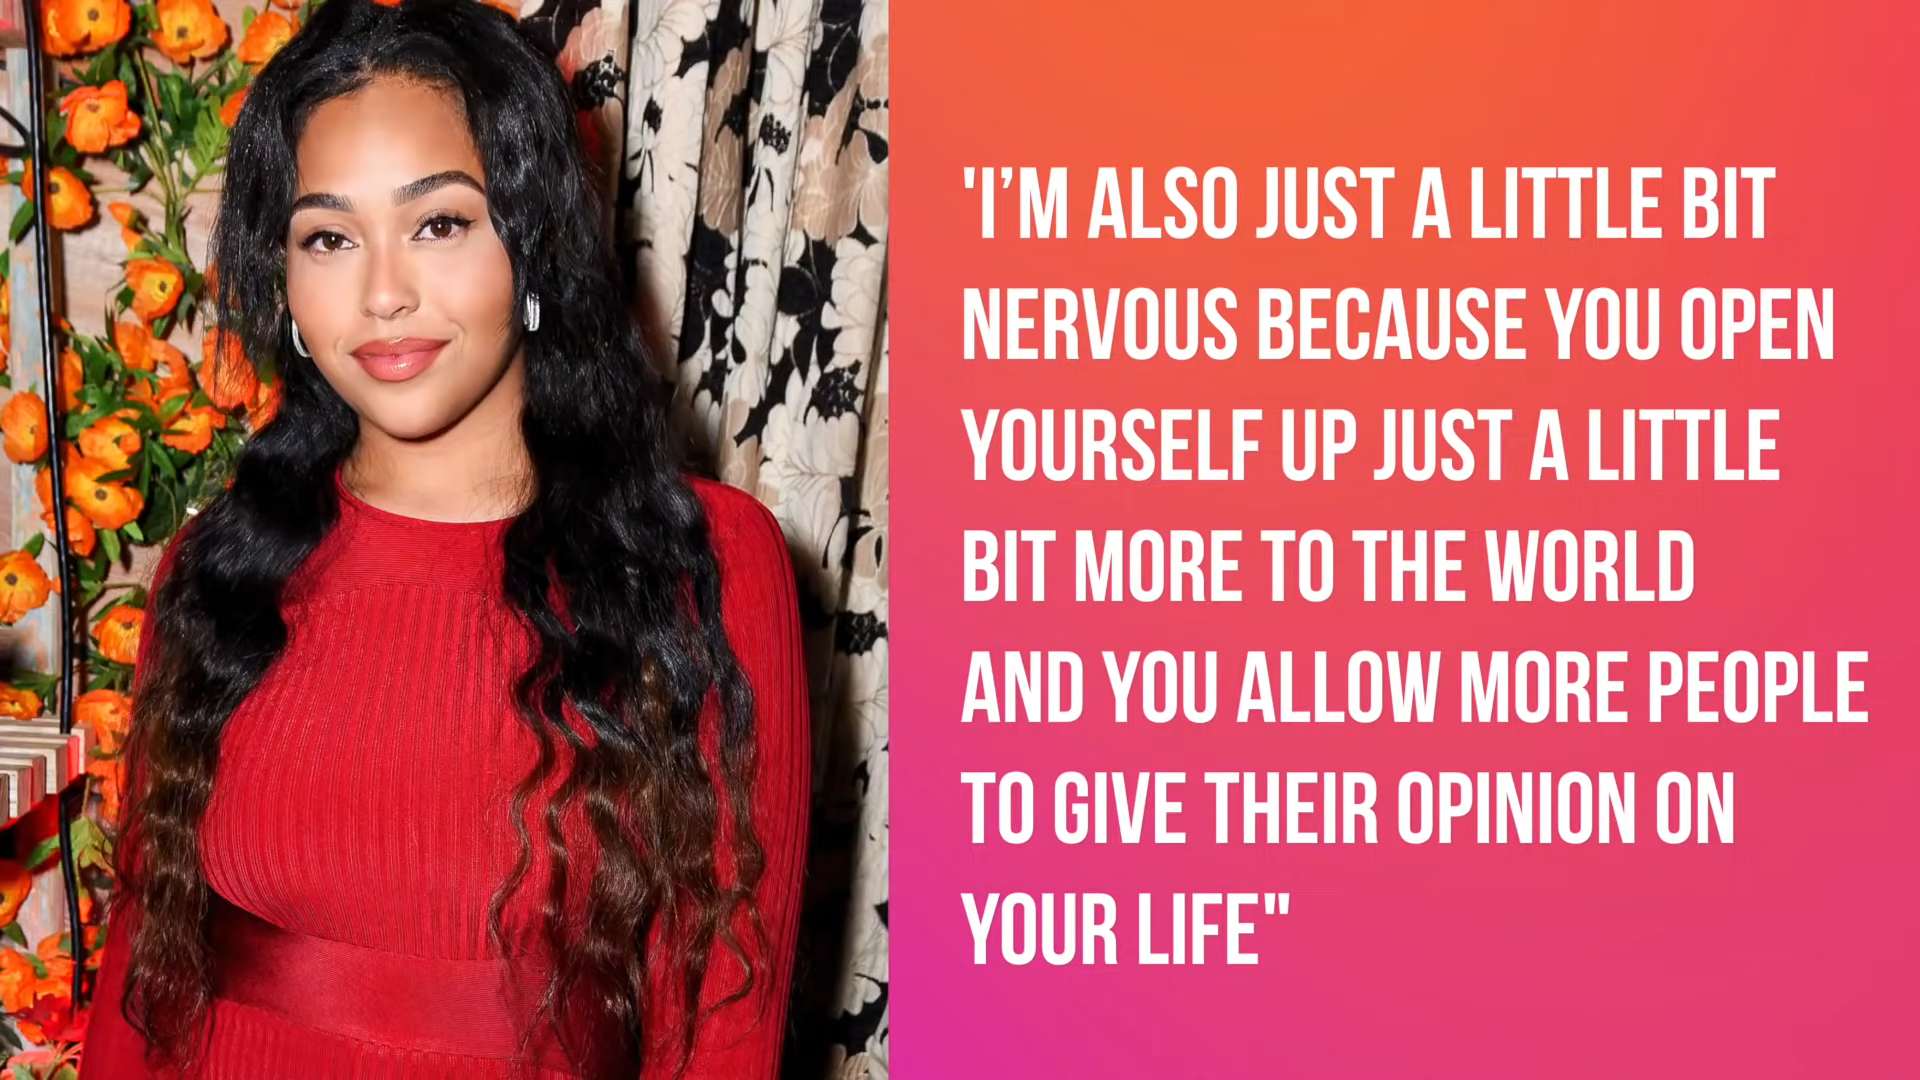 'I’M ALSO JUST A LITTLE BIT
NERVOUS BECAUSE YOU OPEN
YOURSELF UP JUST A LITTLE
BIT MORE TO THE WORLD
AND YOU ALLOW MORE PEOPLE
TO GIVE THEIR OPINION ON
YOUR LIFE"